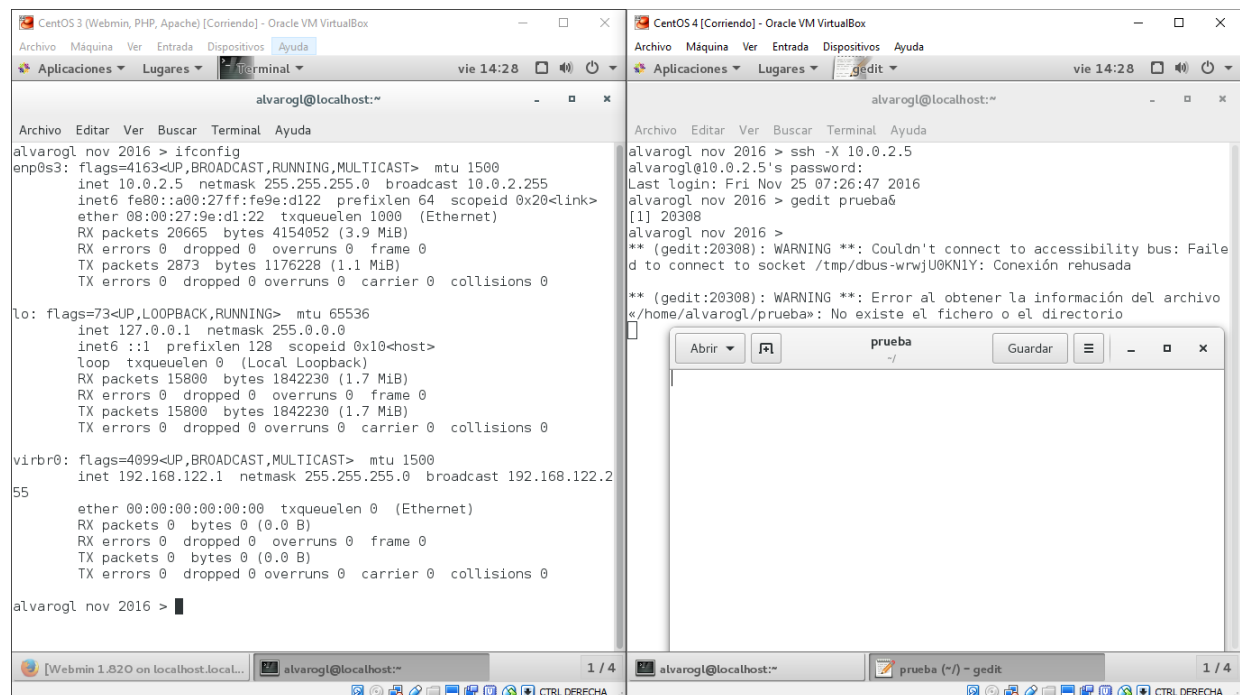 CentOS 3 (Webmin, PHP, Apache) [Corriendo] - Oracle VM VirtualBox
Archivo Máquina Ver Entrada Dispositivos Ayuda
Aplicaciones Lugares Terminal vie 14:28
alvarogl@localhost:~
Archivo Editar Ver Buscar Terminal Ayuda
alvarogl nov 2016 > ifconfig
enp0s3: flags=4163<UP,BROADCAST,RUNNING,MULTICAST> mtu 1500
inet 10.0.2.5 netmask 255.255.255.0 broadcast 10.0.2.255
inet6 fe80::a00:27ff:fe9e:d122 prefixlen 64 scopeid 0x20<link>
ether 08:00:27:9e:d1:22 txqueuelen 1000 (Ethernet)
RX packets 20665 bytes 4154052 (3.9 MiB)
RX errors 0 dropped 0 overruns 0 frame 0
TX packets 2873 bytes 1176228 (1.1 MiB)
TX errors 0 dropped 0 overruns 0 carrier 0 collisions 0
lo: flags=73<UP,LOOPBACK,RUNNING> mtu 65536
inet 127.0.0.1 netmask 255.0.0.0
inet6 ::1 prefixlen 128 scopeid 0x10<host>
loop txqueuelen 0 (Local Loopback)
RX packets 15800 bytes 1842230 (1.7 MiB)
RX errors 0 dropped 0 overruns 0 frame 0
TX packets 15800 bytes 1842230 (1.7 MiB)
TX errors 0 dropped 0 overruns 0 carrier 0 collisions 0
virbr0: flags=4099<UP,BROADCAST,MULTICAST> mtu 1500
inet 192.168.122.1 netmask 255.255.255.0 broadcast 192.168.122.2
55
ether 00:00:00:00:00:00 txqueuelen 0 (Ethernet)
RX packets 0 bytes 0 (0.0 B)
RX errors 0 dropped 0 overruns 0 frame 0
TX packets 0 bytes 0 (0.0 B)
TX errors 0 dropped 0 overruns 0 carrier 0 collisions 0
alvarogl nov 2016 >
[Webmin 1.820 on localhost.local... alvarogl@localhost:~ 1 / 4
CTRL DERECHA
CentOS 4 [Corriendo] - Oracle VM VirtualBox
Archivo Máquina Ver Entrada Dispositivos Ayuda
Aplicaciones Lugares gedit vie 14:28
alvarogl@localhost:~
Archivo Editar Ver Buscar Terminal Ayuda
alvarogl nov 2016 > ssh -X 10.0.2.5
alvarogl@10.0.2.5's password:
Last login: Fri Nov 25 07:26:47 2016
alvarogl nov 2016 > gedit prueba&
[1] 20308
alvarogl nov 2016 >
** (gedit:20308): WARNING **: Couldn't connect to accessibility bus: Faile
d to connect to socket /tmp/dbus-wrwjU0KN1Y: Conexión rehusada
** (gedit:20308): WARNING **: Error al obtener la información del archivo
«/home/alvarogl/prueba»: No existe el fichero o el directorio
Abrir prueba Guardar
~/
alvarogl@localhost:~ prueba (~/) - gedit 1 / 4
CTRL DERECHA